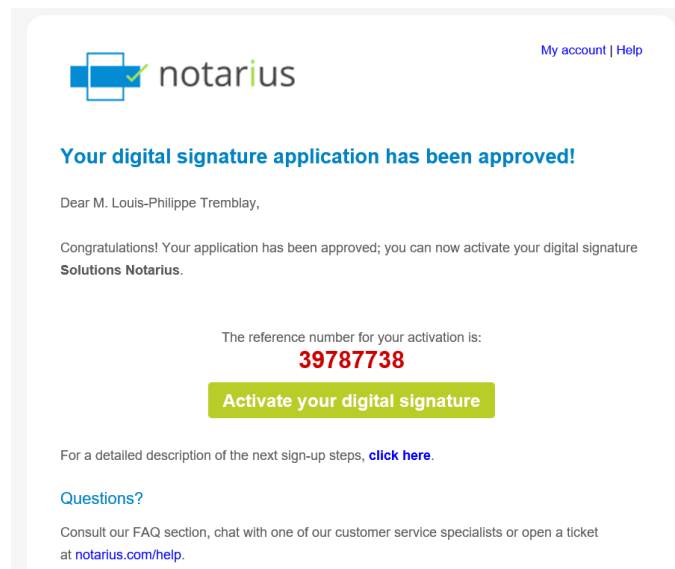 My account | Help
notarius
Your digital signature application has been approved!
Dear M. Louis-Philippe Tremblay,
Congratulations! Your application has been approved; you can now activate your digital signature
Solutions Notarius.
The reference number for your activation is:
39787738
Activate your digital signature
For a detailed description of the next sign-up steps, click here.
Questions?
Consult our FAQ section, chat with one of our customer service specialists or open a ticket
at notarius.com/help.